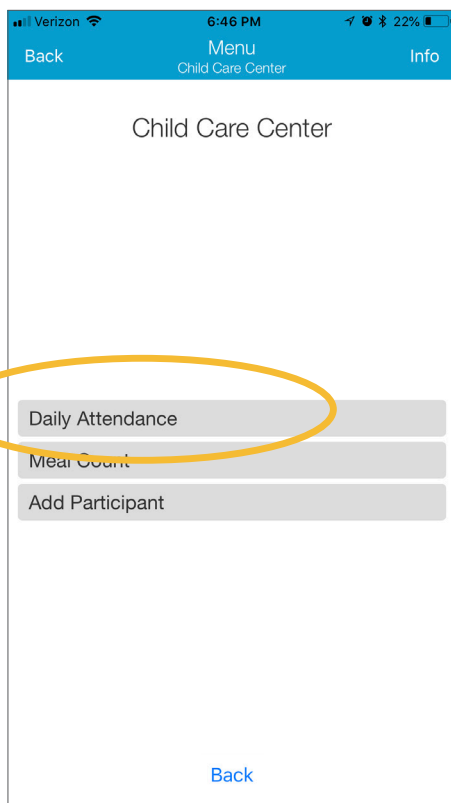 Verizon 6:46 PM 22%
Back Menu Info
Child Care Center
Child Care Center
Daily Attendance
Meal Count
Add Participant
Back